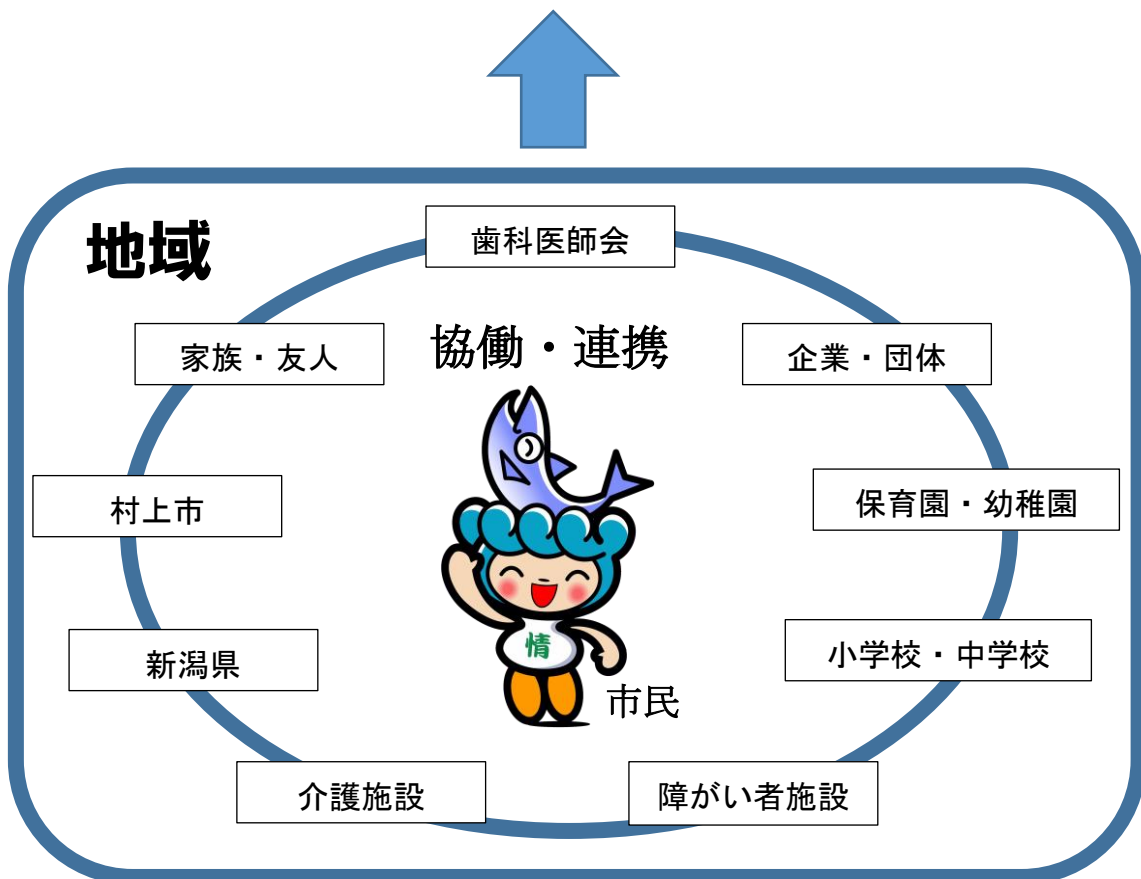 地域
歯科医師会
協働・連携
家族・友人
企業・団体
村上市
保育園・幼稚園
新潟県
小学校・中学校
情
市民
介護施設
障がい者施設